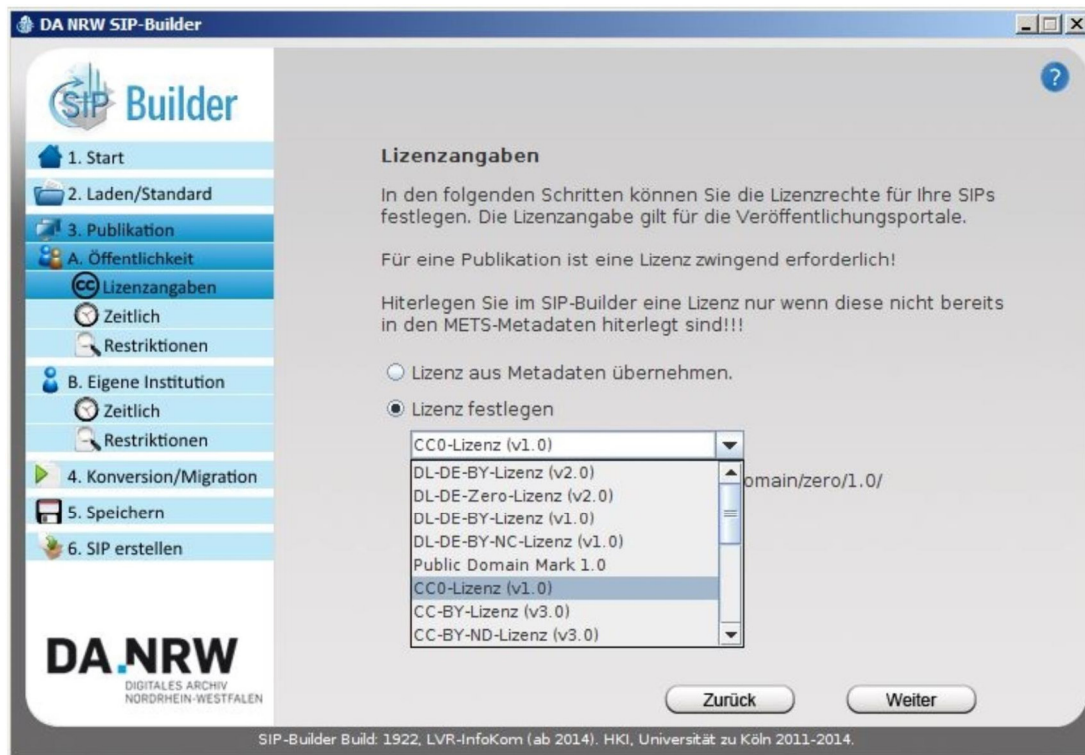 DA NRW SIP-Builder
SIP Builder
1. Start
2. Laden/Standard
3. Publikation
A. Öffentlichkeit
cc Lizenzangaben
Zeitlich
Restriktionen
B. Eigene Institution
Zeitlich
Restriktionen
4. Konversion/Migration
5. Speichern
6. SIP erstellen
DA.NRW
DIGITALES ARCHIV
NORDRHEIN-WESTFALEN
?
Lizenzangaben
In den folgenden Schritten können Sie die Lizenzrechte für Ihre SIPs
festlegen. Die Lizenzangabe gilt für die Veröffentlichungsportale.
Für eine Publikation ist eine Lizenz zwingend erforderlich!
Hiterlegen Sie im SIP-Builder eine Lizenz nur wenn diese nicht bereits
in den METS-Metadaten hiterlegt sind!!!
Lizenz aus Metadaten übernehmen.
Lizenz festlegen
CC0-Lizenz (v1.0)
DL-DE-BY-Lizenz (v2.0)
omain/zero/1.0/
DL-DE-Zero-Lizenz (v2.0)
DL-DE-BY-Lizenz (v1.0)
DL-DE-BY-NC-Lizenz (v1.0)
Public Domain Mark 1.0
CC0-Lizenz (v1.0)
CC-BY-Lizenz (v3.0)
CC-BY-ND-Lizenz (v3.0)
Zurück
Weiter
SIP-Builder Build: 1922, LVR-InfoKom (ab 2014). HKI, Universität zu Köln 2011-2014.